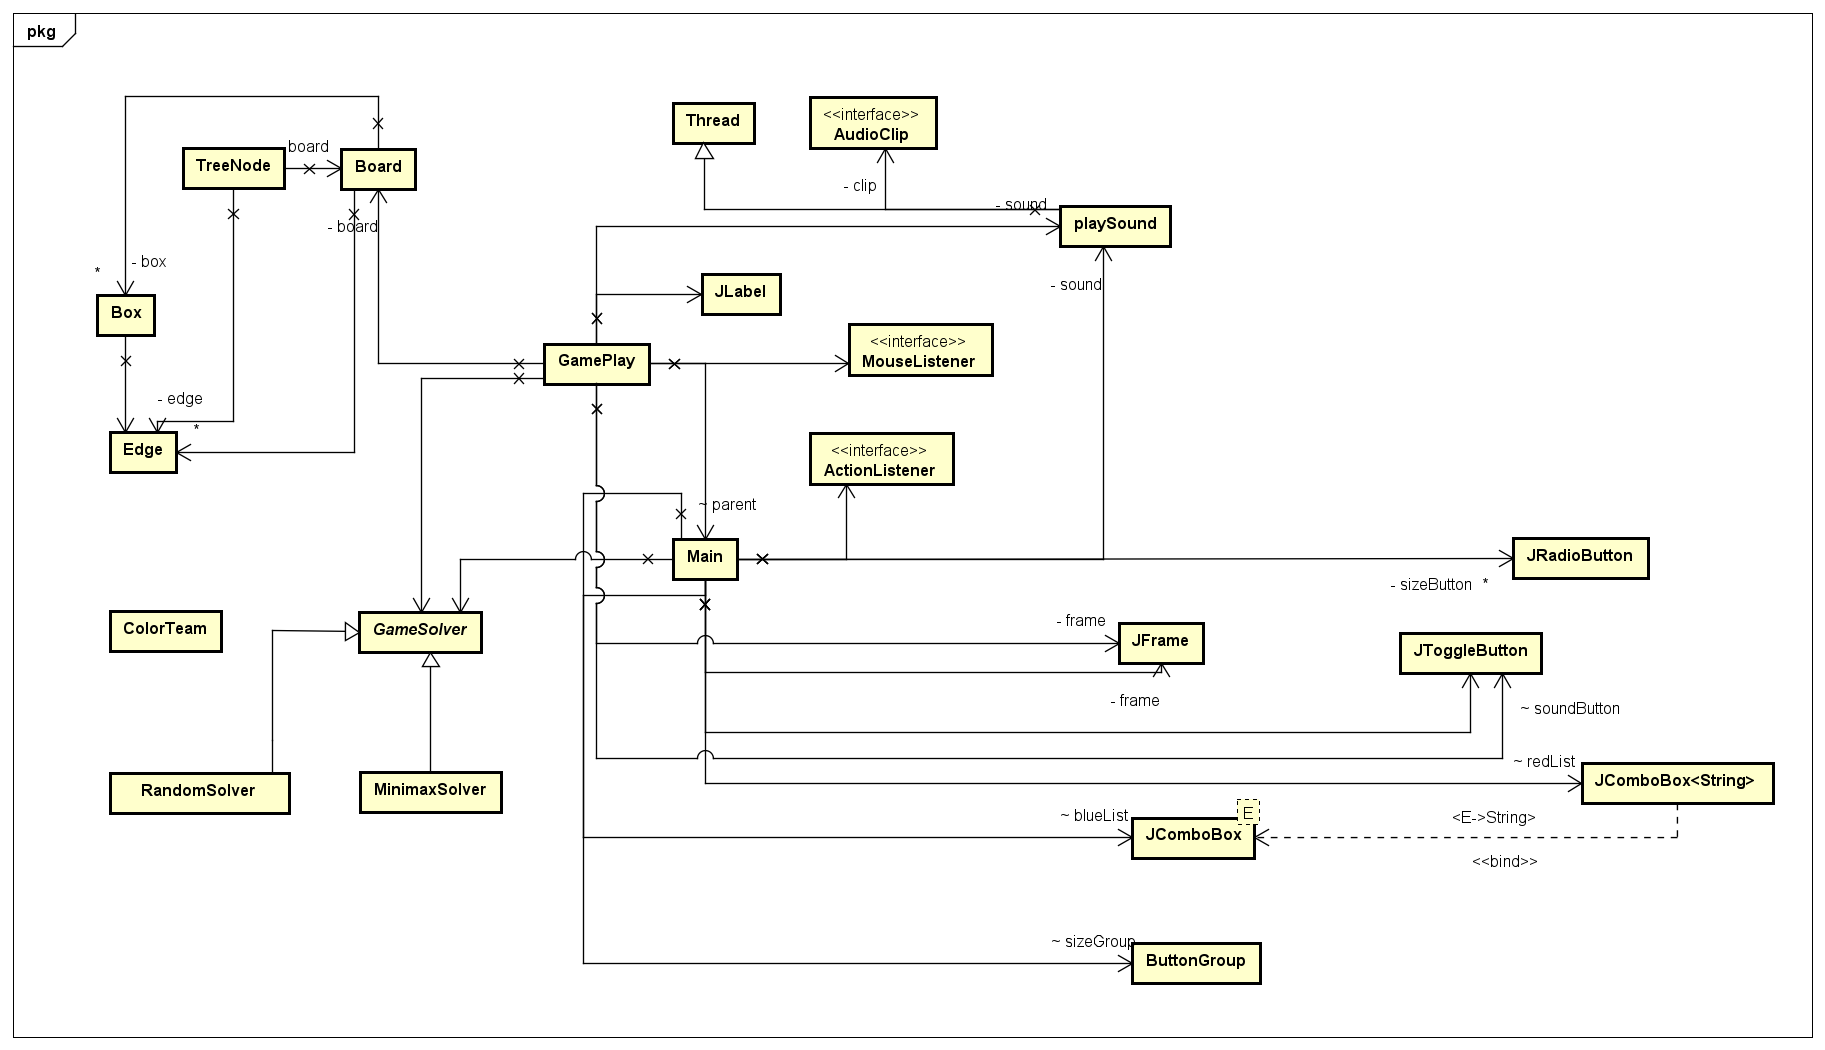 pkg
Thread
<<interface>>
AudioClip
board
TreeNode
Board
- clip
- sound
playSound
- board
- box
*
- sound
JLabel
Box
<<interface>>
MouseListener
GamePlay
- edge
*
Edge
<<interface>>
ActionListener
~ parent
Main
JRadioButton
- sizeButton *
ColorTeam
GameSolver
- frame
JFrame
JToggleButton
- frame
~ soundButton
~ redList
JComboBox<String>
RandomSolver
MinimaxSolver
E
~ blueList
JComboBox
<E->String>
<<bind>>
~ sizeGroup
ButtonGroup